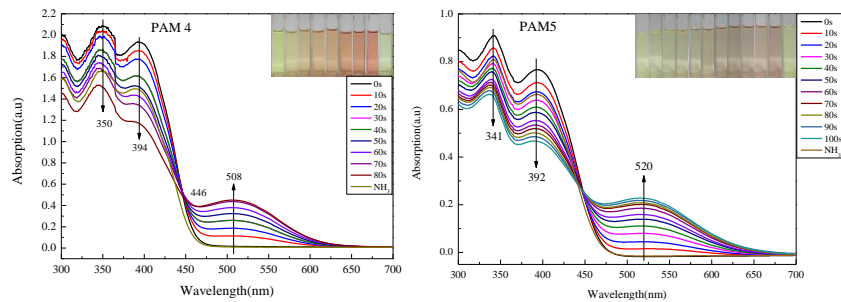 PAM 4
Absorption(a.u)
2.2
2.0
1.8
1.6
1.4
1.2
1.0
0.8
0.6
0.4
0.2
0.0
350
394
446
508
0s
10s
20s
30s
40s
50s
60s
70s
80s
NH3
300 350 400 450 500 550 600 650 700
Wavelength(nm)
PAM5
Absorption(a.u)
1.0
0.8
0.6
0.4
0.2
0.0
341
392
520
0s
10s
20s
30s
40s
50s
60s
70s
80s
90s
100s
NH3
300 350 400 450 500 550 600 650 700
Wavelength(nm)